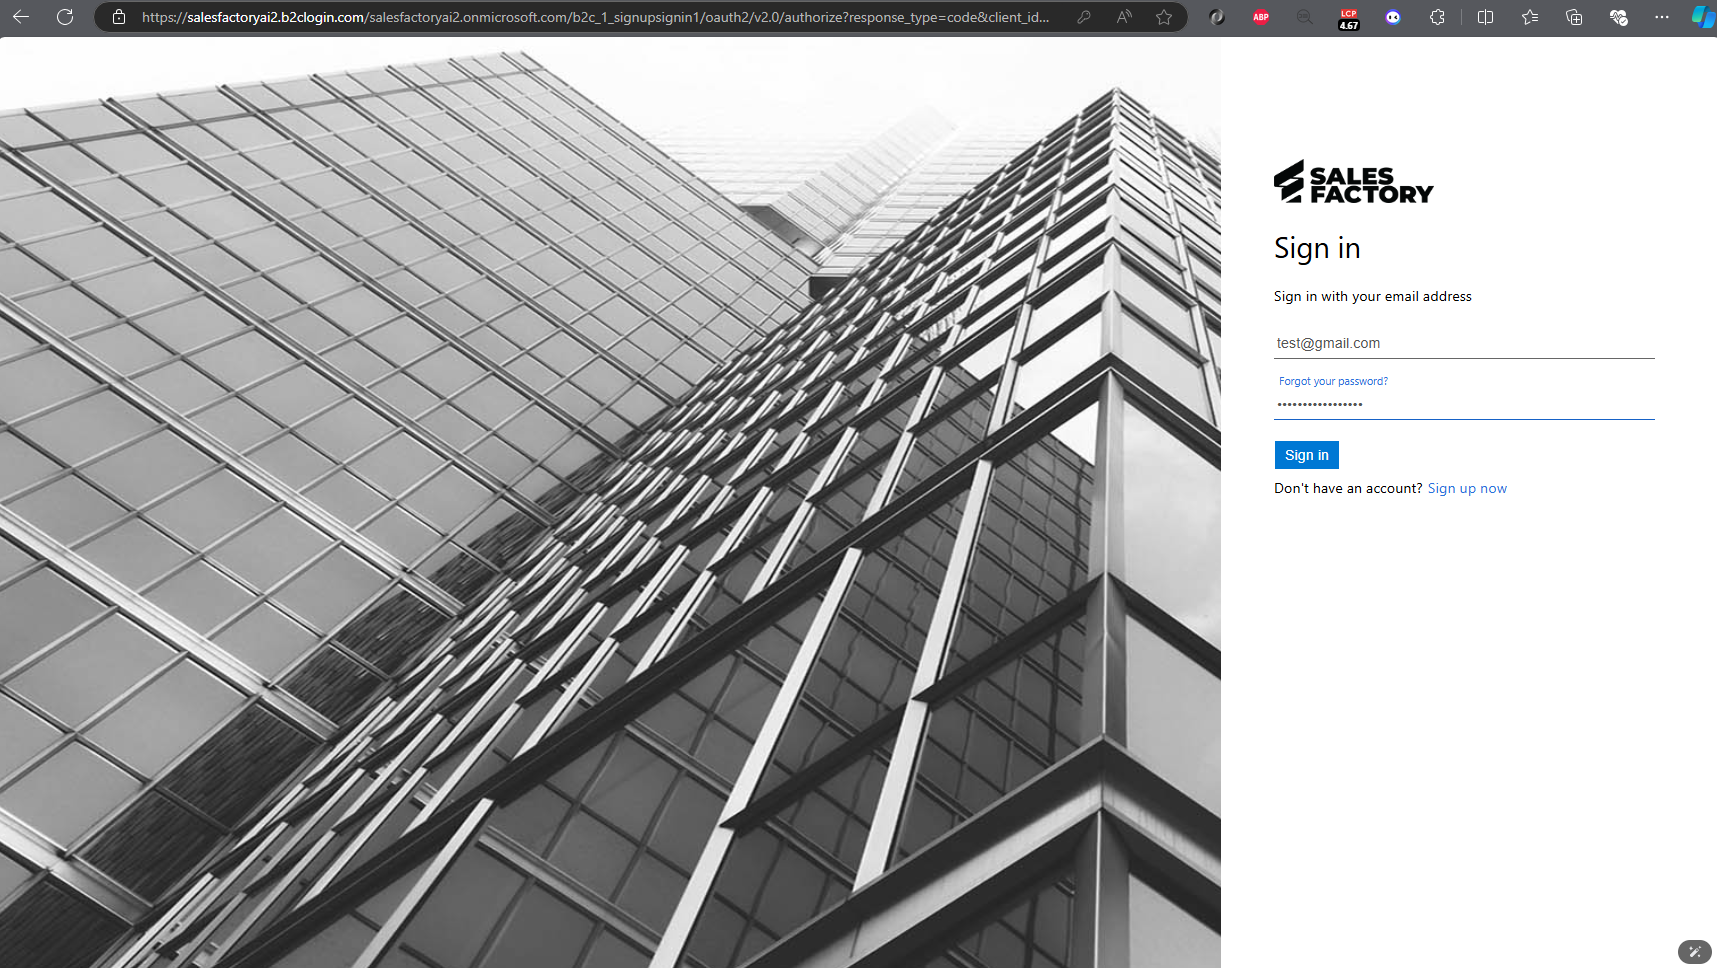 https://salesfactoryai2.b2clogin.com/salesfactoryai2.onmicrosoft.com/b2c_1_signupsignin1/oauth2/v2.0/authorize?response_type=code&client_id...
ABP
LCP
4.67
SALES
FACTORY
Sign in
Sign in with your email address
test@gmail.com
Forgot your password?
•••••••••••••••••
Sign in
Don't have an account? Sign up now